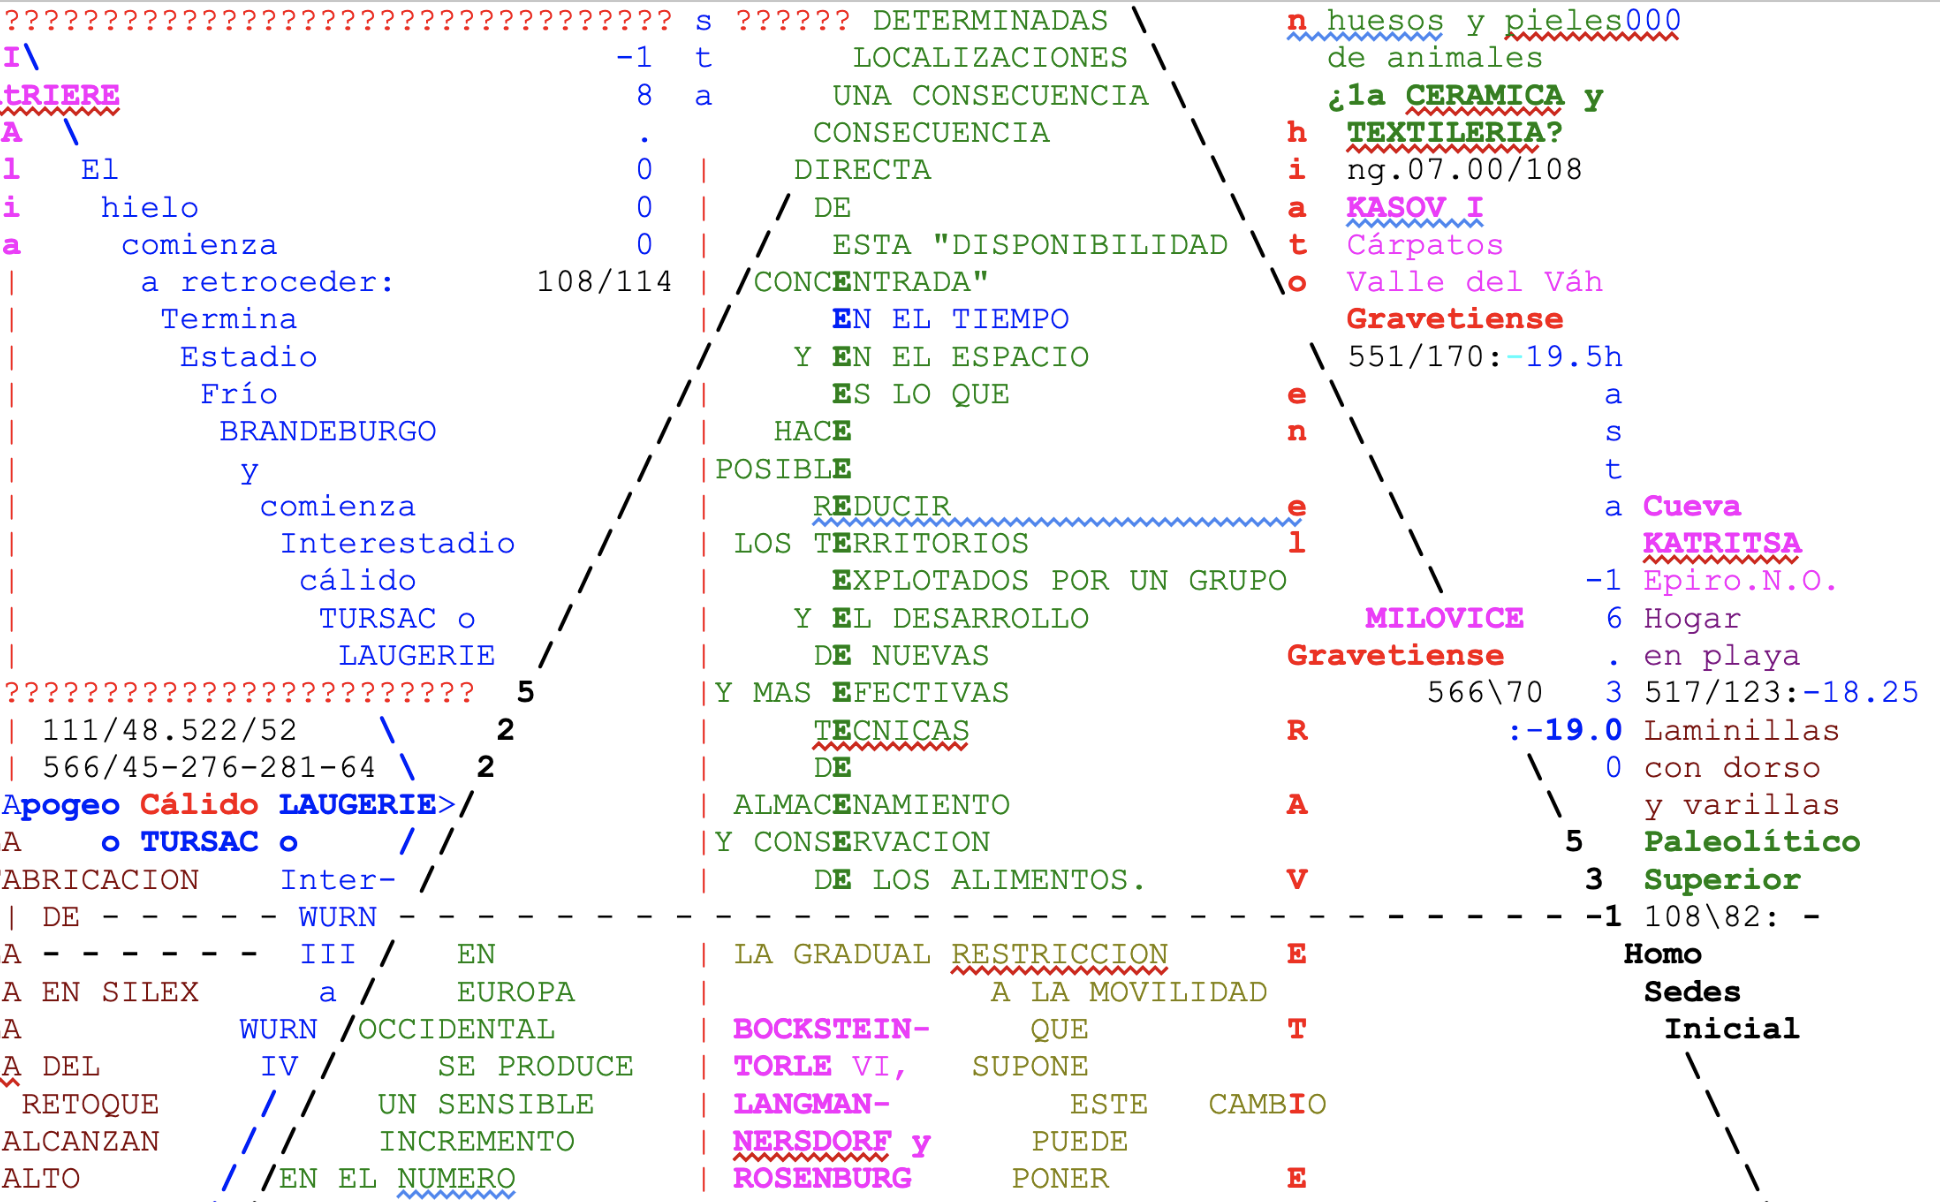 ?????????????????????????????????? s ?????? DETERMINADAS \ n huesos y pieles000
I\ -1 t LOCALIZACIONES \ de animales
tRIERE 8 a UNA CONSECUENCIA \ ¿1a CERAMICA y
A \ . CONSECUENCIA \ h TEXTILERIA?
l El 0 | DIRECTA \ i ng.07.00/108
i hielo 0 | / DE \ a KASOV I
a comienza 0 | / ESTA "DISPONIBILIDAD \ t Cárpatos
| a retroceder: 108/114 | / CONCENTRADA" \ o Valle del Váh
| Termina | / EN EL TIEMPO Gravetiense
| Estadio / | Y EN EL ESPACIO \ 551/170:-19.5h
| Frío / | ES LO QUE e \ a
| BRANDEBURGO / | HACE n \ s
| y / | POSIBLE \ t
| comienza / | REDUCIR e \ a Cueva
| Interestadio / | LOS TERRITORIOS l \ KATRITSA
| cálido / | EXPLOTADOS POR UN GRUPO \ -1 Epiro.N.O.
| TURSAC o / | Y EL DESARROLLO MILOVICE 6 Hogar
| LAUGERIE / | DE NUEVAS Gravetiense . en playa
???????????????????????? 5 |Y MAS EFECTIVAS 566\70 3 517/123:-18.25
| 111/48.522/52 \ 2 | TECNICAS R :-19.0 Laminillas
| 566/45-276-281-64 \ 2 | DE \ 0 con dorso
Apogeo Cálido LAUGERIE> / | ALMACENAMIENTO A \ y varillas
A o TURSAC o / / |Y CONSERVACION 5 Paleolítico
ABRICACION Inter- / | DE LOS ALIMENTOS. V 3 Superior
| DE - - - - - WURN - - - - - - - - - - - - - - - - - - - - - - - - - - - - - - - - - - - - - - - - - - - - - - - - - - - - - - - - - - - - -1 108\82: -
A - - - - - - III / EN | LA GRADUAL RESTRICCION E Homo
A EN SILEX a / EUROPA | A LA MOVILIDAD Sedes
A WURN / OCCIDENTAL | BOCKSTEIN- QUE T Inicial
A DEL IV / SE PRODUCE | TORLE VI, SUPONE \
RETOQUE / / UN SENSIBLE | LANGMAN- ESTE CAMBIO \
ALCANZAN / / INCREMENTO | NERSDORF y PUEDE \
ALTO / / EN EL NUMERO | ROSENBURG PONER E \